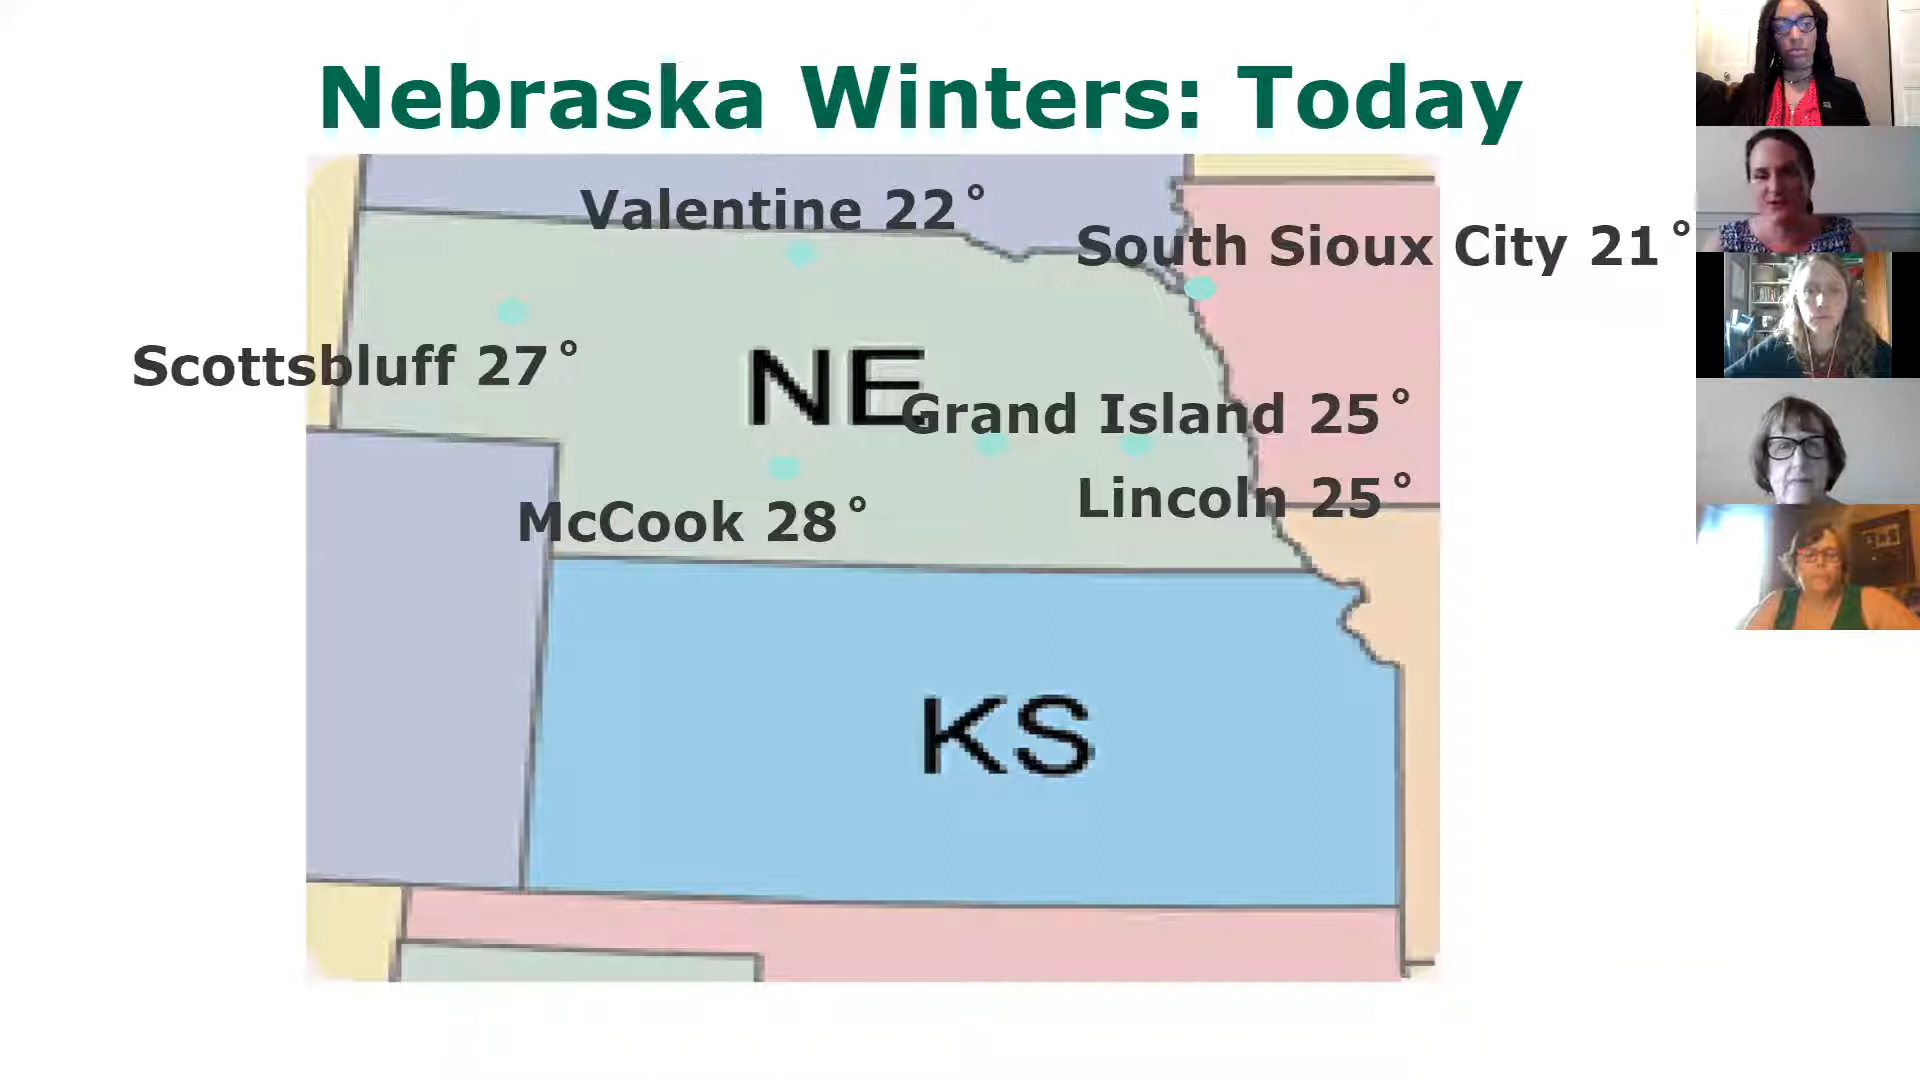 Nebraska Winters: Today
Valentine 22°
South Sioux City 21°
Scottsbluff 27°
NE
Grand Island 25°
Lincoln 25°
McCook 28°
KS